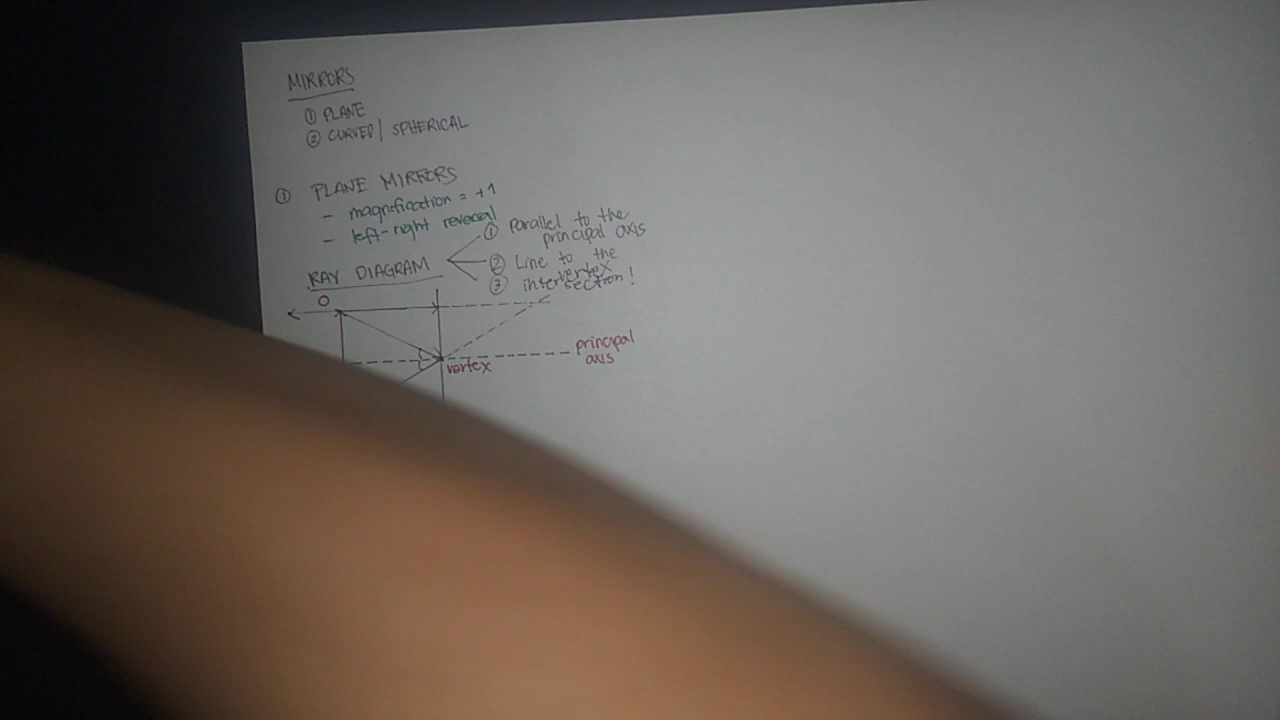 MIRRORS
① PLANE
② CURVED / SPHERICAL
① PLANE MIRRORS
- magnification = +1
- left-right reversal
RAY DIAGRAM
① Parallel to the
principal axis
② Line to the
vertex
③ intersection!
O
principal
axis
vertex